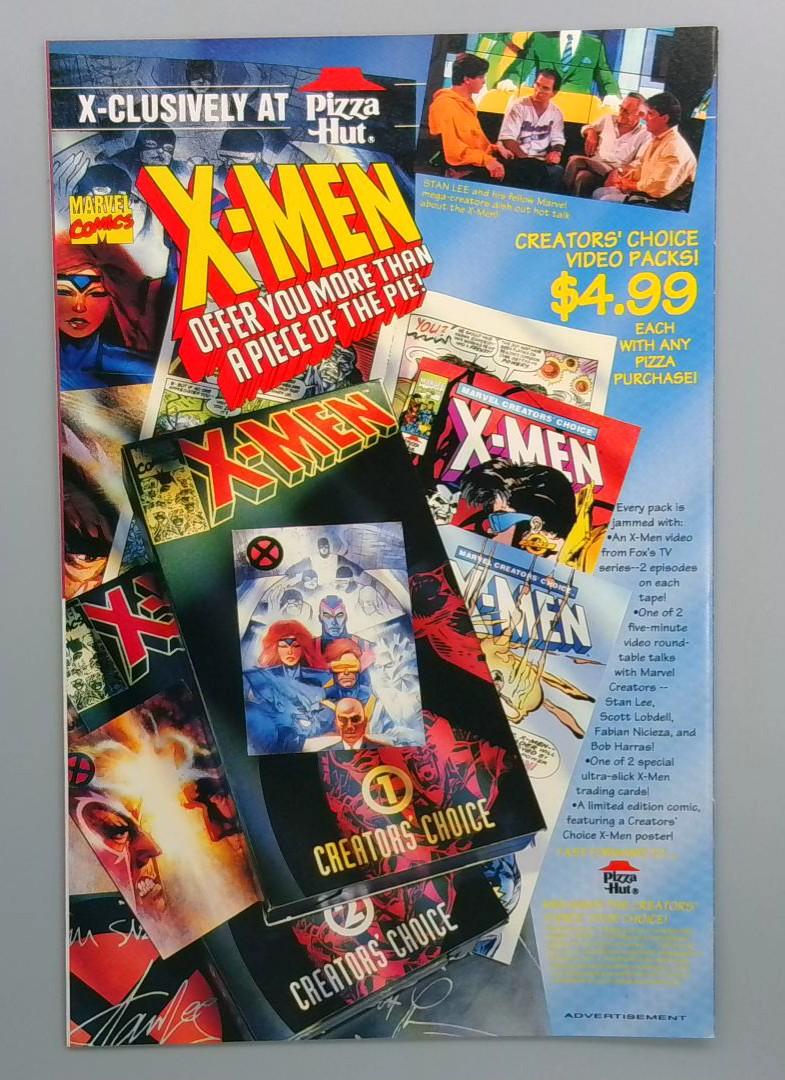 X-CLUSIVELY AT Pizza Hut®
MARVEL COMICS
X-MEN
OFFER YOU MORE THAN
A PIECE OF THE PIE!
STAN LEE and his fellow Marvel
mega-creators dish out hot talk
about the X-Men!
CREATORS' CHOICE
VIDEO PACKS!
$4.99
EACH
WITH ANY
PIZZA
PURCHASE!
YOU?
MARVEL CREATORS' CHOICE
X-MEN
MARVEL CREATORS' CHOICE
X-MEN
X-MEN
1
CREATORS' CHOICE
2
CREATORS' CHOICE
Every pack is
jammed with:
•An X-Men video
from Fox's TV
series--2 episodes
on each
tape!
•One of 2
five-minute
video round-
table talks
with Marvel
Creators --
Stan Lee,
Scott Lobdell,
Fabian Nicieza, and
Bob Harras!
•One of 2 special
ultra-slick X-Men
trading cards!
•A limited edition comic,
featuring a Creators'
Choice X-Men poster!
Pizza
Hut®
Stan Lee
ADVERTISEMENT